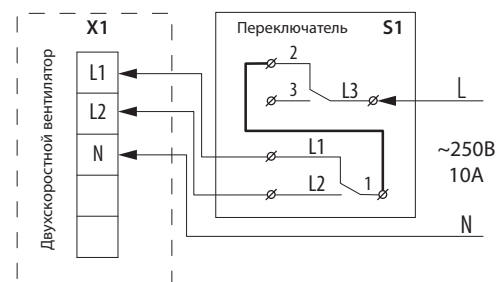 X1
Переключатель S1
Двухскоростной вентилятор
L1
L2
N
2
3
L3
L
L1
L2
1
~250В
10А
N